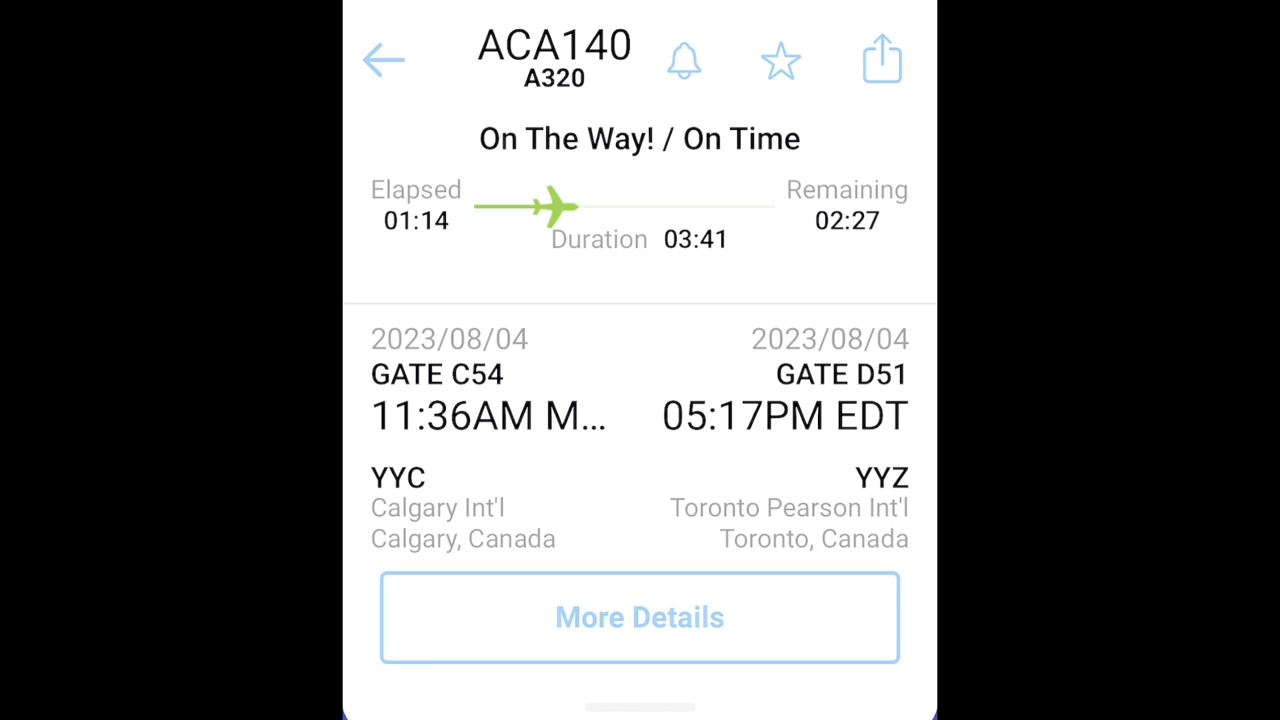 ACA140
A320
On The Way! / On Time
Elapsed
Remaining
01:14
02:27
Duration 03:41
2023/08/04
2023/08/04
GATE C54
GATE D51
11:36AM M...
05:17PM EDT
YYC
YYZ
Calgary Int'l
Toronto Pearson Int'l
Calgary, Canada
Toronto, Canada
More Details